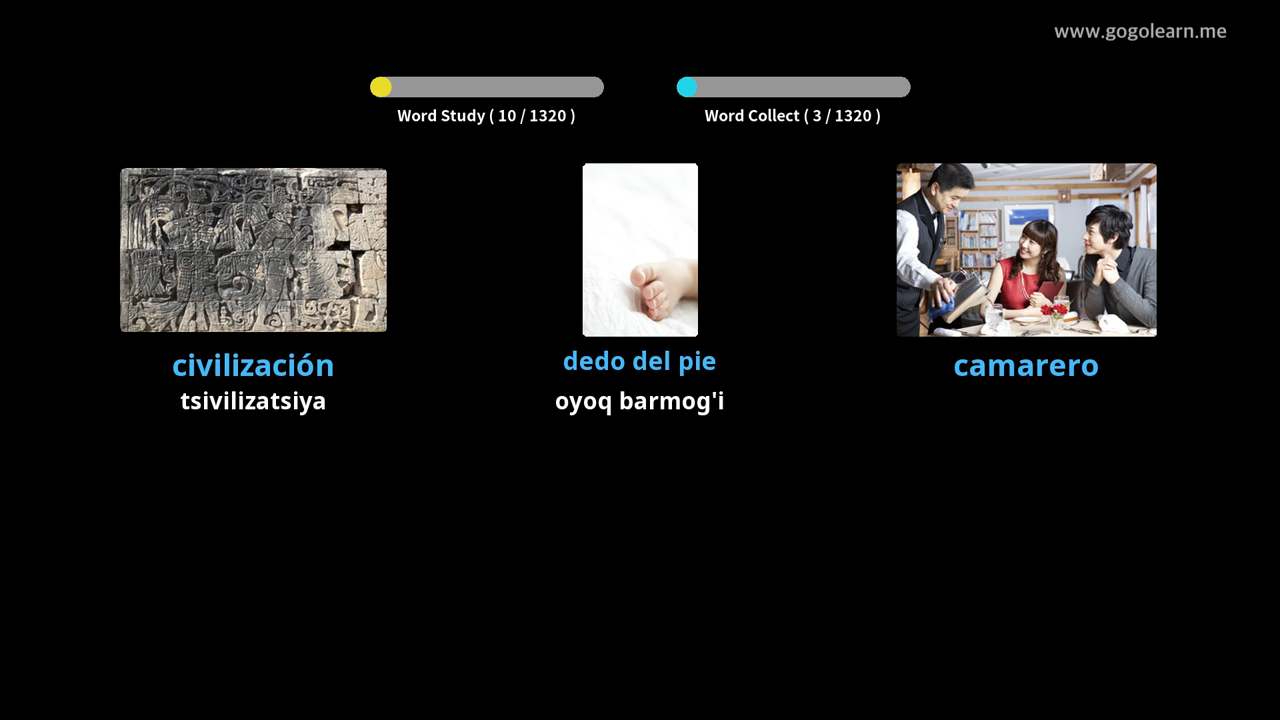 www.gogolearn.me
Word Study ( 10 / 1320 )
Word Collect ( 3 / 1320 )
civilización
tsivilizatsiya
dedo del pie
oyoq barmog'i
camarero